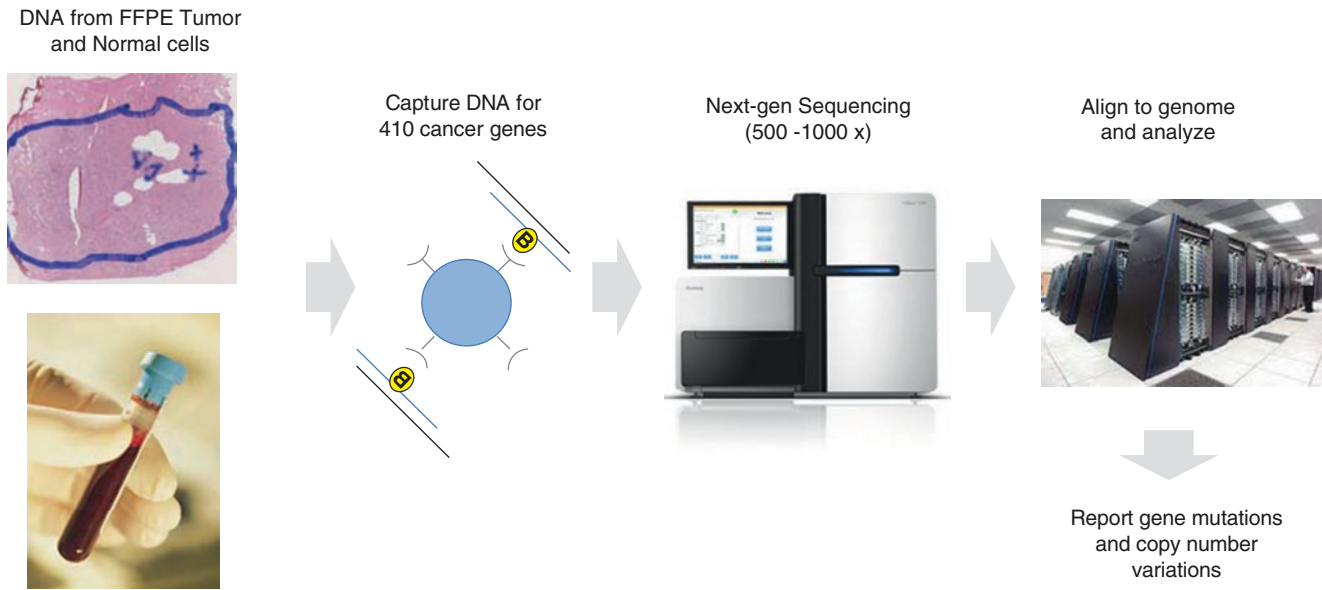 DNA from FFPE Tumor
and Normal cells
Capture DNA for
410 cancer genes
B
B
Next-gen Sequencing
(500 -1000 x)
Align to genome
and analyze
Report gene mutations
and copy number
variations